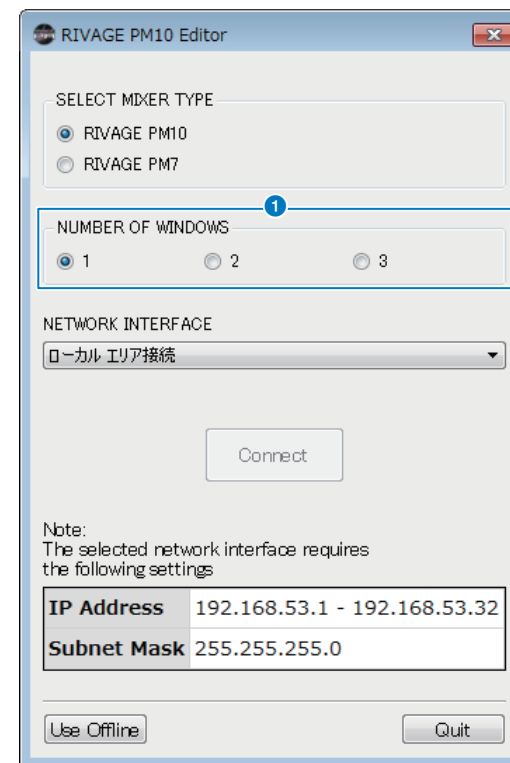 RIVAGE PM10 Editor
SELECT MIXER TYPE
RIVAGE PM10
RIVAGE PM7
1
NUMBER OF WINDOWS
1 2 3
NETWORK INTERFACE
ローカル エリア接続
Connect
Note:
The selected network interface requires
the following settings
IP Address 192.168.53.1 - 192.168.53.32
Subnet Mask 255.255.255.0
Use Offline Quit